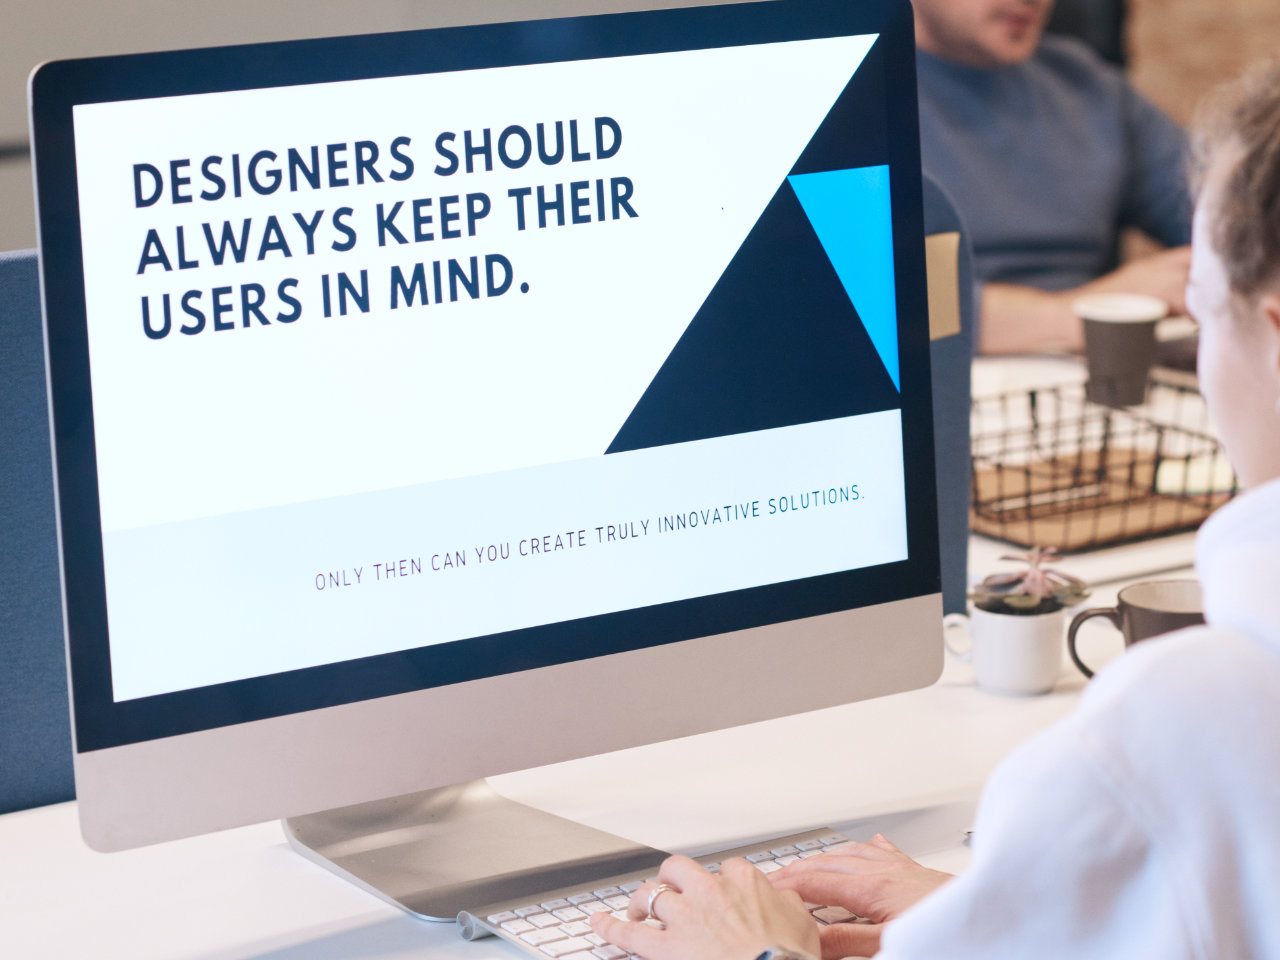 DESIGNERS SHOULD
ALWAYS KEEP THEIR
USERS IN MIND.
ONLY THEN CAN YOU CREATE TRULY INNOVATIVE SOLUTIONS.